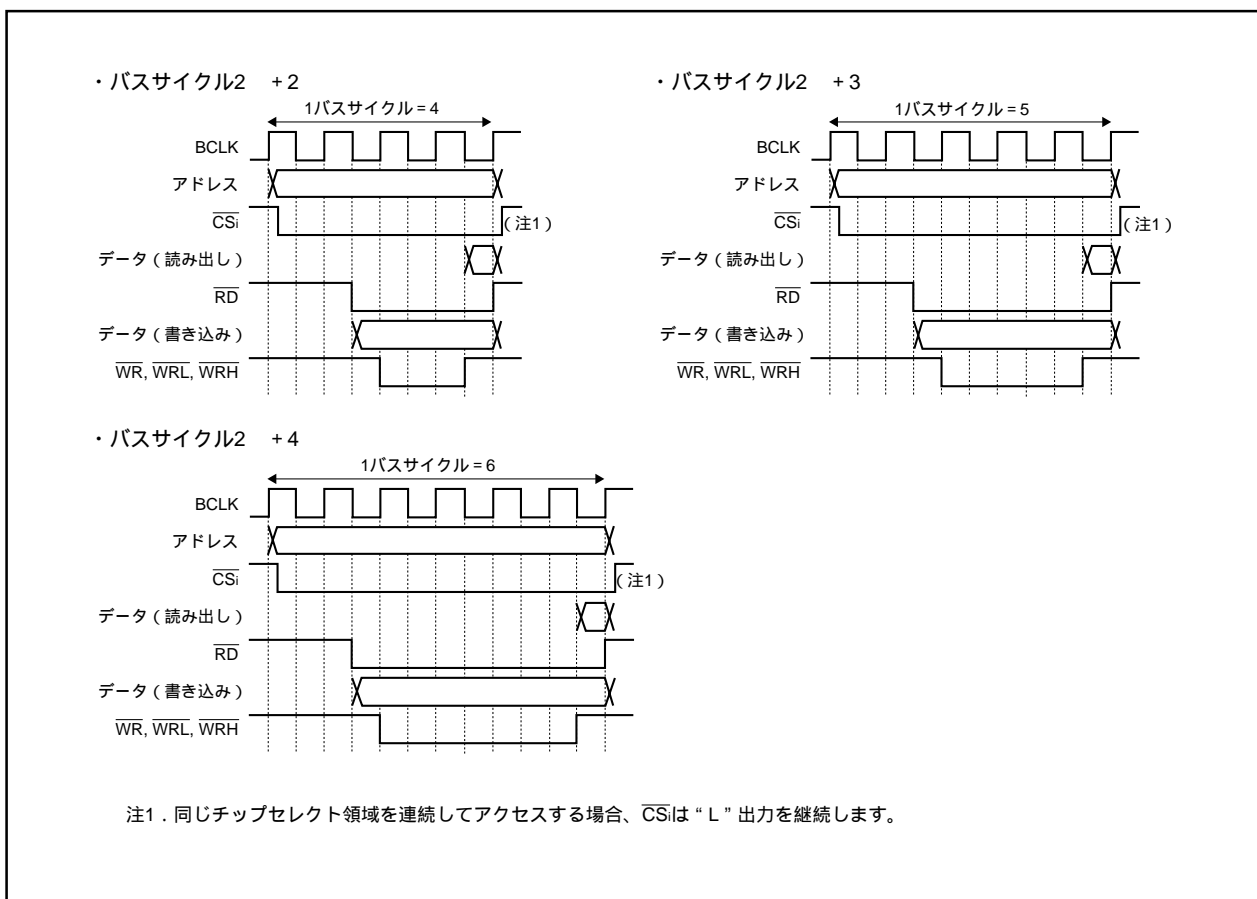 ・バスサイクル2　+2
1バスサイクル=4
BCLK
アドレス
CSi
(注1)
データ(読み出し)
RD
データ(書き込み)
WR, WRL, WRH
・バスサイクル2　+3
1バスサイクル=5
BCLK
アドレス
CSi
(注1)
データ(読み出し)
RD
データ(書き込み)
WR, WRL, WRH
・バスサイクル2　+4
1バスサイクル=6
BCLK
アドレス
CSi
(注1)
データ(読み出し)
RD
データ(書き込み)
WR, WRL, WRH
注1．同じチップセレクト領域を連続してアクセスする場合、CSiは“L”出力を継続します。